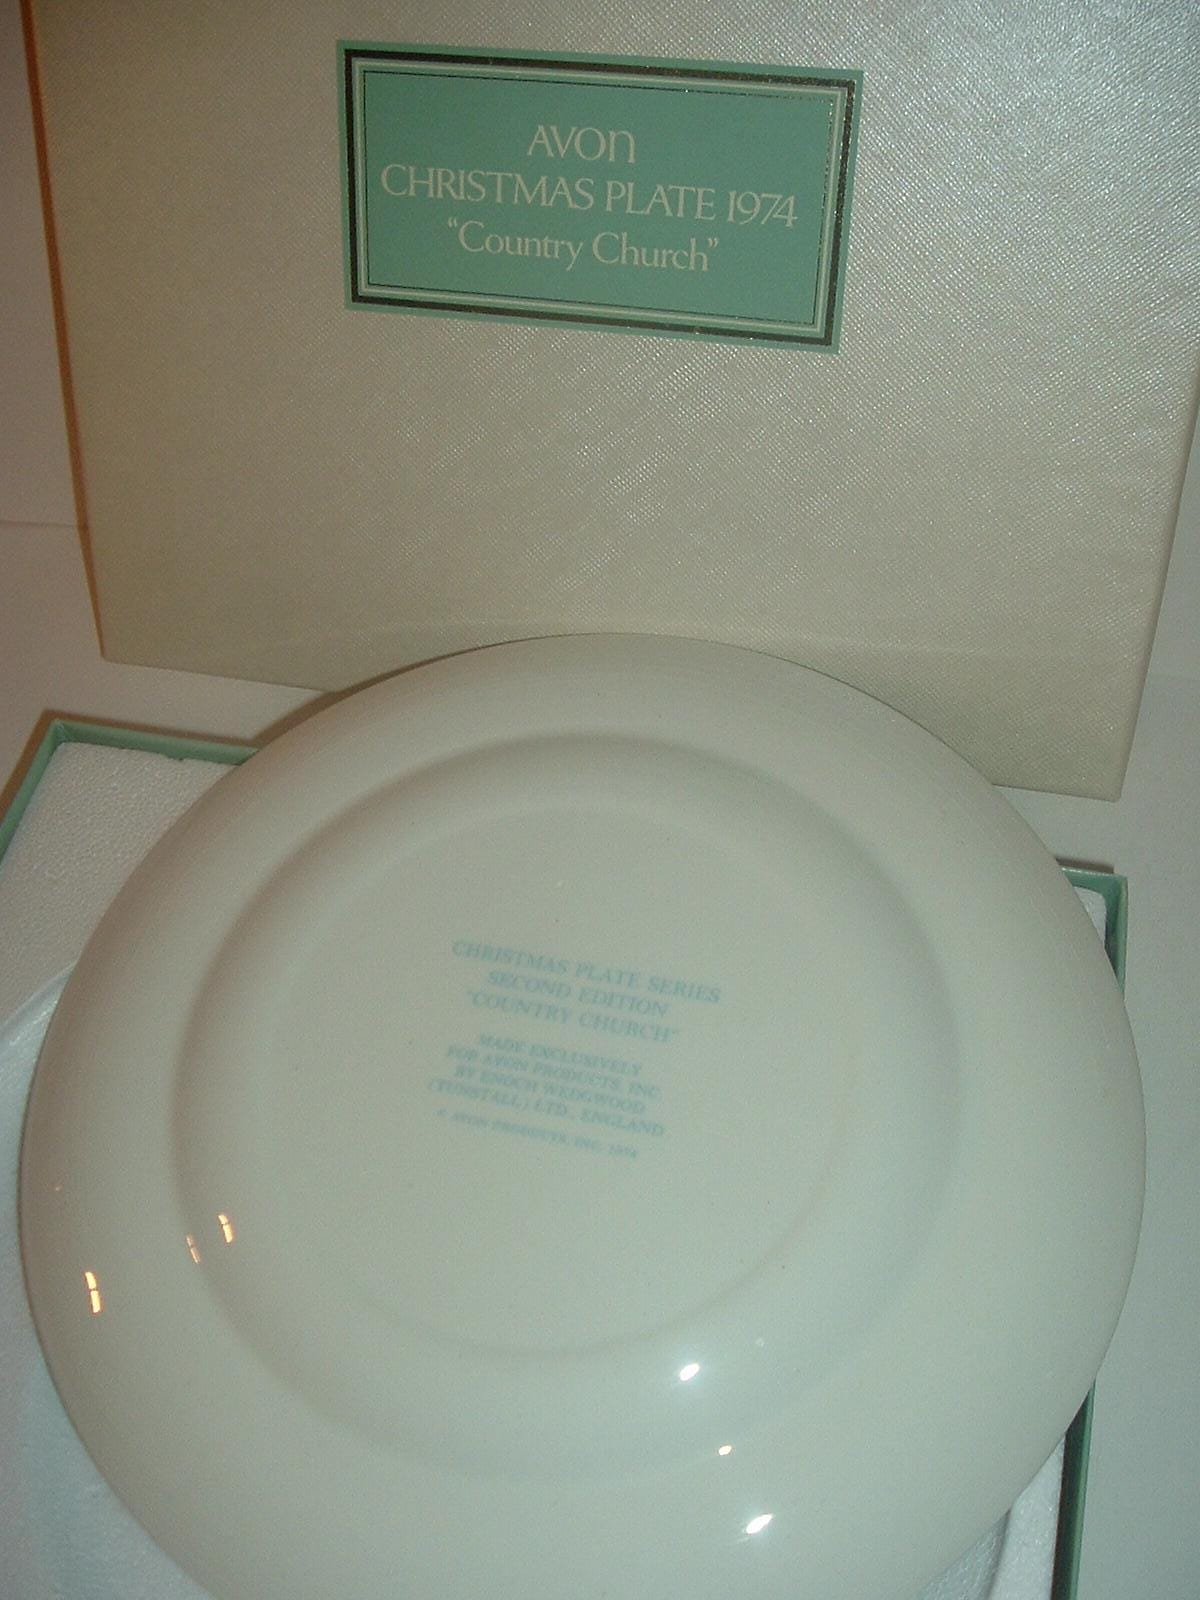 AVON
CHRISTMAS PLATE 1974
“Country Church”
CHRISTMAS PLATE SERIES
SECOND EDITION
"COUNTRY CHURCH"
MADE EXCLUSIVELY
FOR AVON PRODUCTS, INC.
BY ENOCH WEDGWOOD
(TUNSTALL) LTD., ENGLAND
© AVON PRODUCTS, INC. 1974